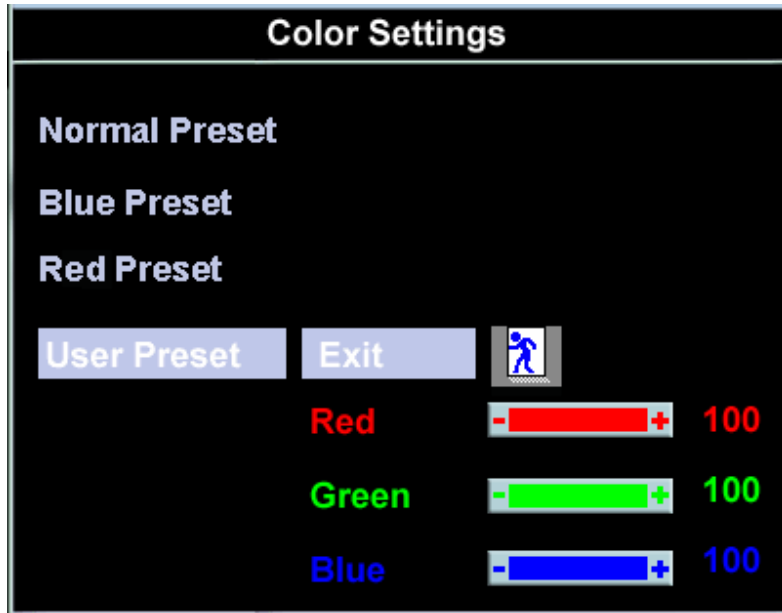 Color Settings
Normal Preset
Blue Preset
Red Preset
User Preset Exit
Red - + 100
Green - + 100
Blue - + 100